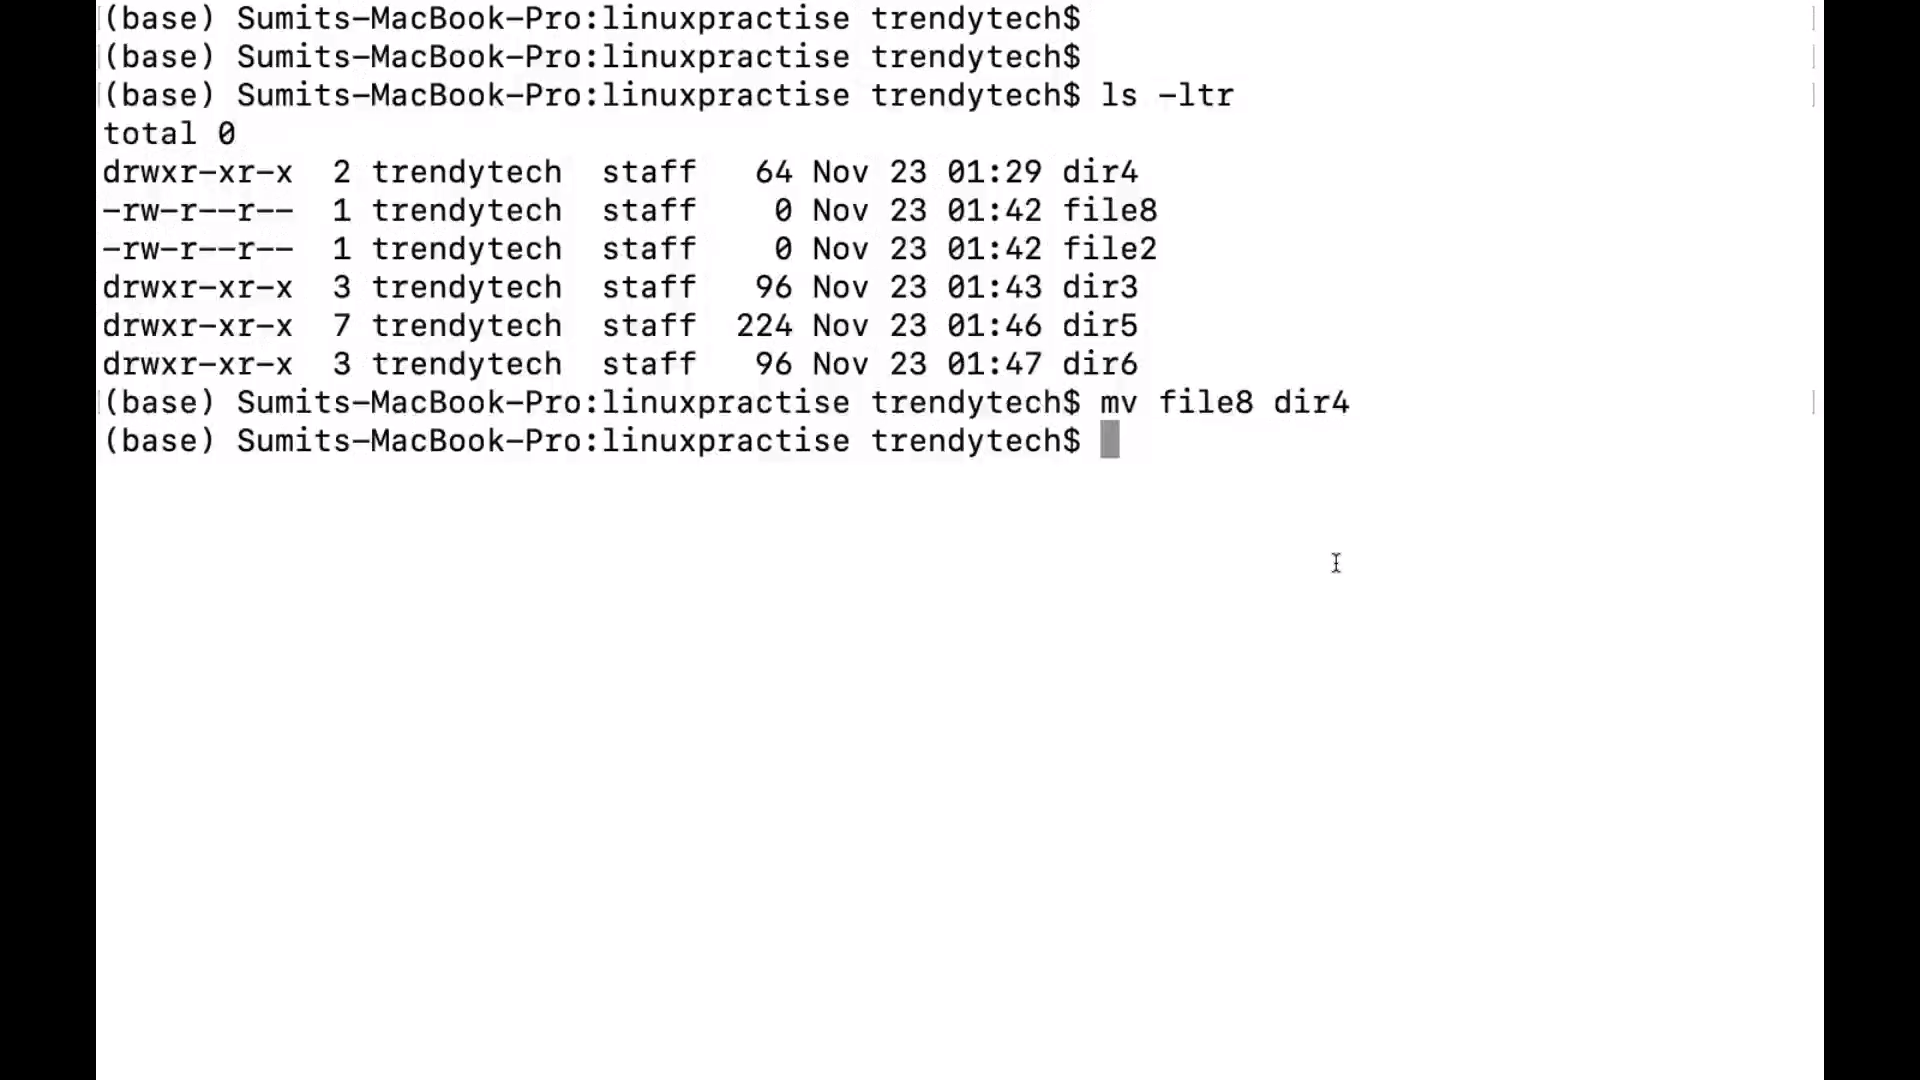 (base) Sumits-MacBook-Pro:linuxpractise trendytech$
(base) Sumits-MacBook-Pro:linuxpractise trendytech$
(base) Sumits-MacBook-Pro:linuxpractise trendytech$ ls -ltr
total 0
drwxr-xr-x  2 trendytech  staff   64 Nov 23 01:29 dir4
-rw-r--r--  1 trendytech  staff    0 Nov 23 01:42 file8
-rw-r--r--  1 trendytech  staff    0 Nov 23 01:42 file2
drwxr-xr-x  3 trendytech  staff   96 Nov 23 01:43 dir3
drwxr-xr-x  7 trendytech  staff  224 Nov 23 01:46 dir5
drwxr-xr-x  3 trendytech  staff   96 Nov 23 01:47 dir6
(base) Sumits-MacBook-Pro:linuxpractise trendytech$ mv file8 dir4
(base) Sumits-MacBook-Pro:linuxpractise trendytech$